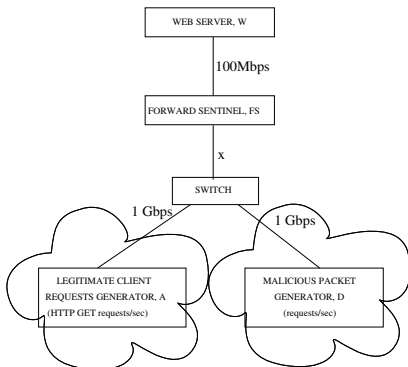 WEB SERVER, W
100Mbps
FORWARD SENTINEL, FS
x
SWITCH
1 Gbps
1 Gbps
LEGITIMATE CLIENT
REQUESTS GENERATOR, A
(HTTP GET requests/sec)
MALICIOUS PACKET
GENERATOR, D
(requests/sec)